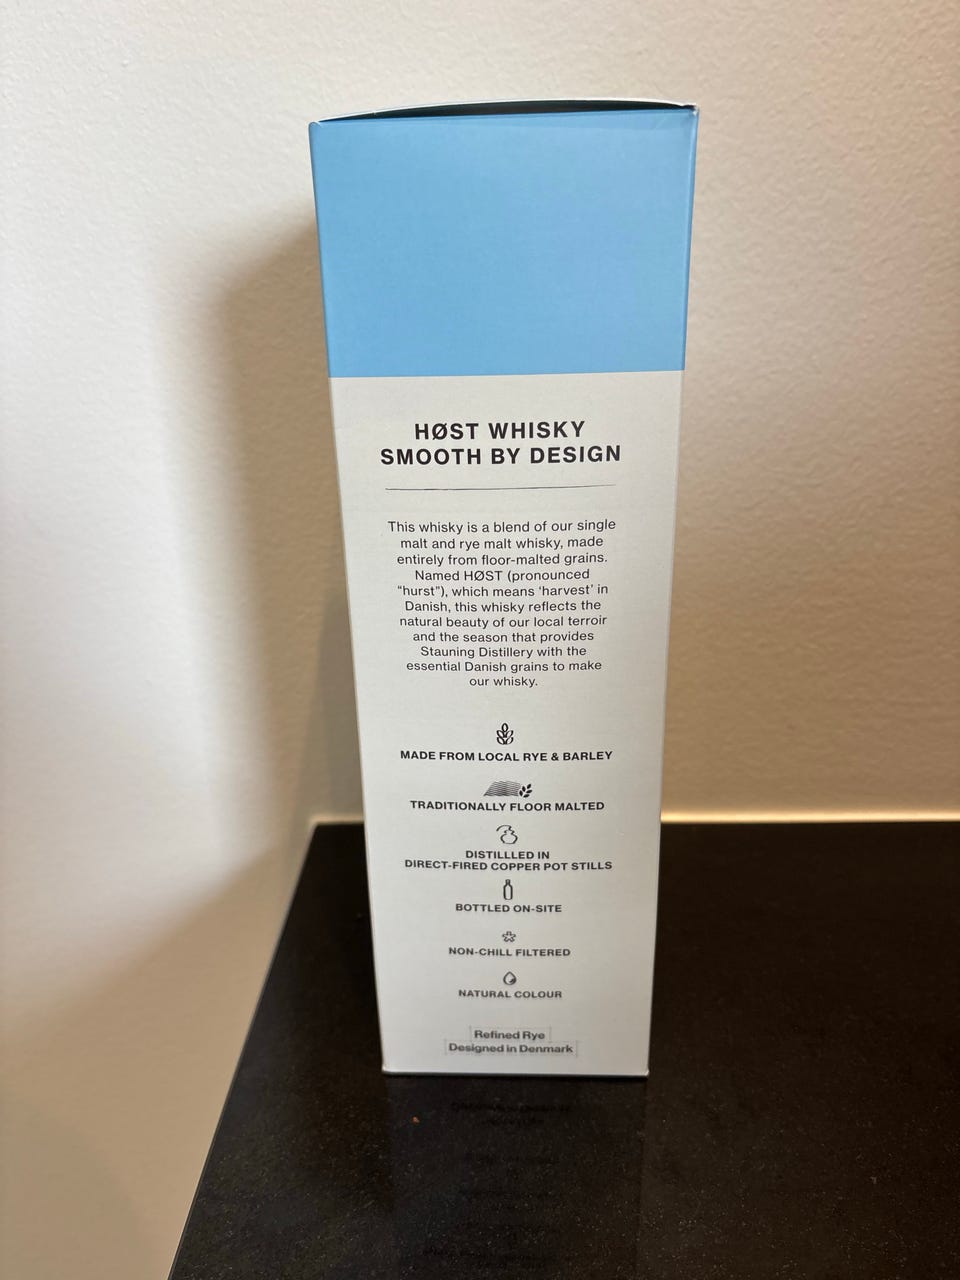 HØST WHISKY
SMOOTH BY DESIGN
This whisky is a blend of our single
malt and rye malt whisky, made
entirely from floor-malted grains.
Named HØST (pronounced
“hurst”), which means ‘harvest’ in
Danish, this whisky reflects the
natural beauty of our local terroir
and the season that provides
Stauning Distillery with the
essential Danish grains to make
our whisky.
MADE FROM LOCAL RYE & BARLEY
TRADITIONALLY FLOOR MALTED
DISTILLLED IN
DIRECT-FIRED COPPER POT STILLS
BOTTLED ON-SITE
NON-CHILL FILTERED
NATURAL COLOUR
Refined Rye
Designed in Denmark